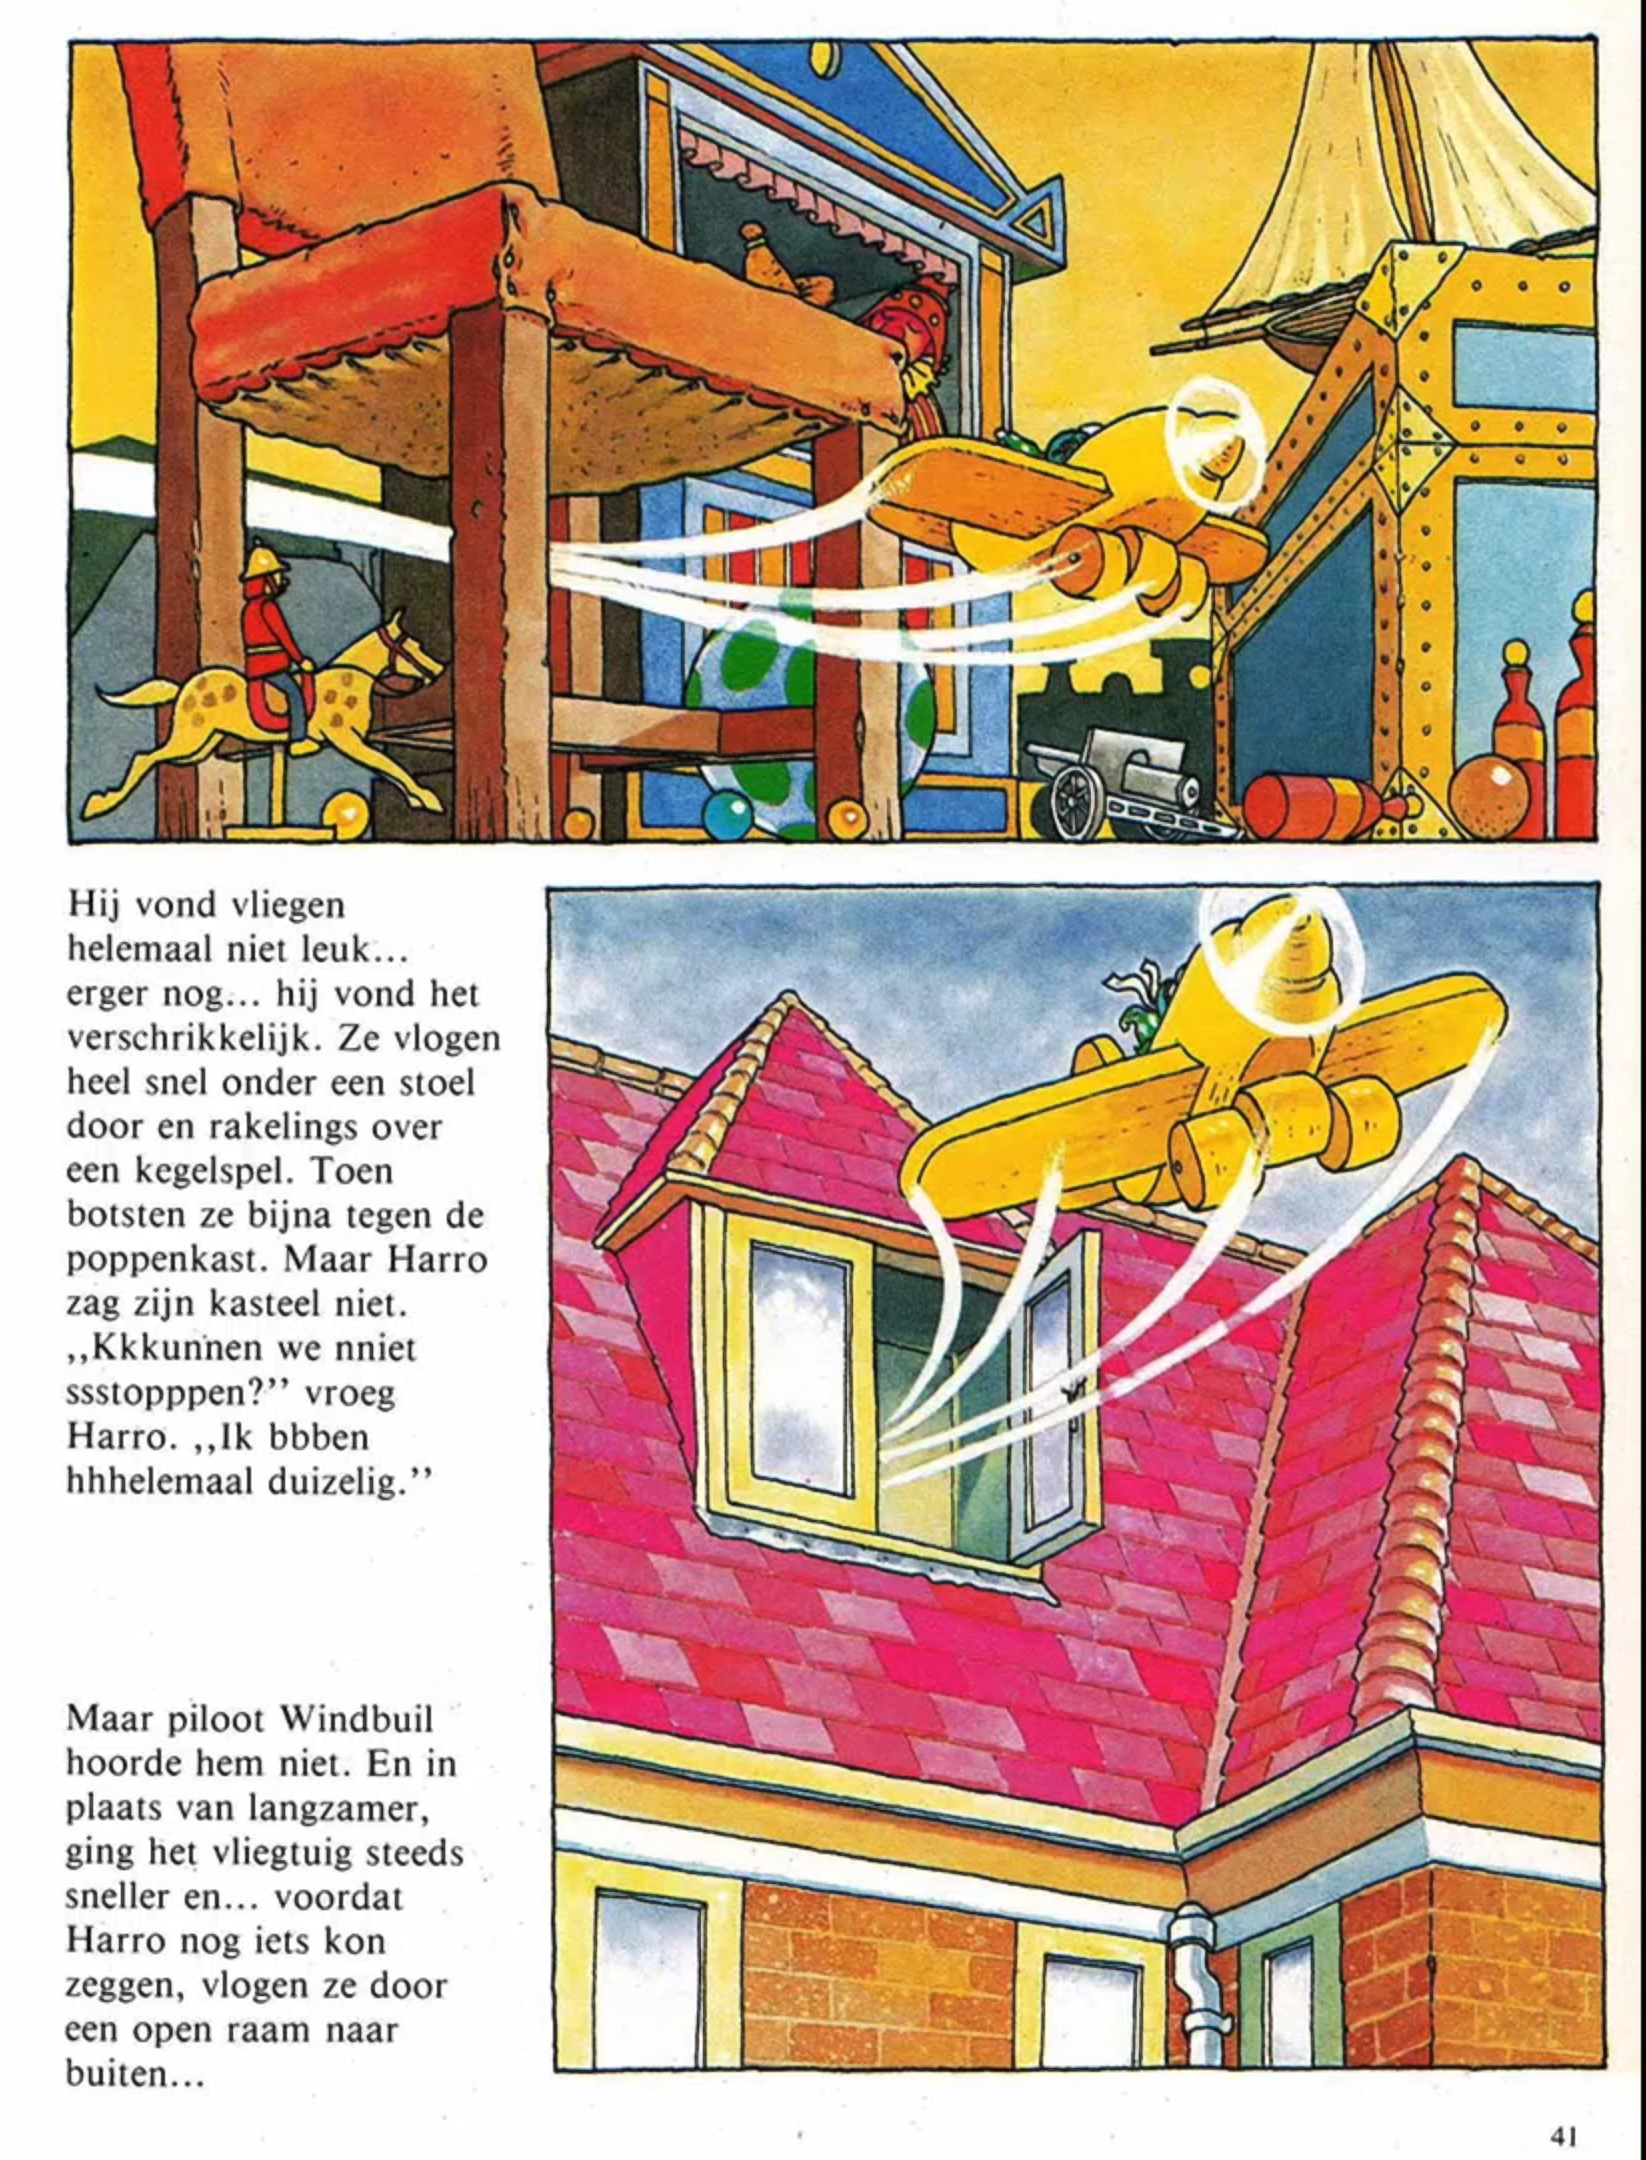 Hij vond vliegen
helemaal niet leuk...
erger nog... hij vond het
verschrikkelijk. Ze vlogen
heel snel onder een stoel
door en rakelings over
een kegelspel. Toen
botsten ze bijna tegen de
poppenkast. Maar Harro
zag zijn kasteel niet.
,,Kkkunnen we nniet
ssstopppen?’’ vroeg
Harro. ,,Ik bbben
hhhelemaal duizelig.’’
Maar piloot Windbuil
hoorde hem niet. En in
plaats van langzamer,
ging het vliegtuig steeds
sneller en... voordat
Harro nog iets kon
zeggen, vlogen ze door
een open raam naar
buiten...
41